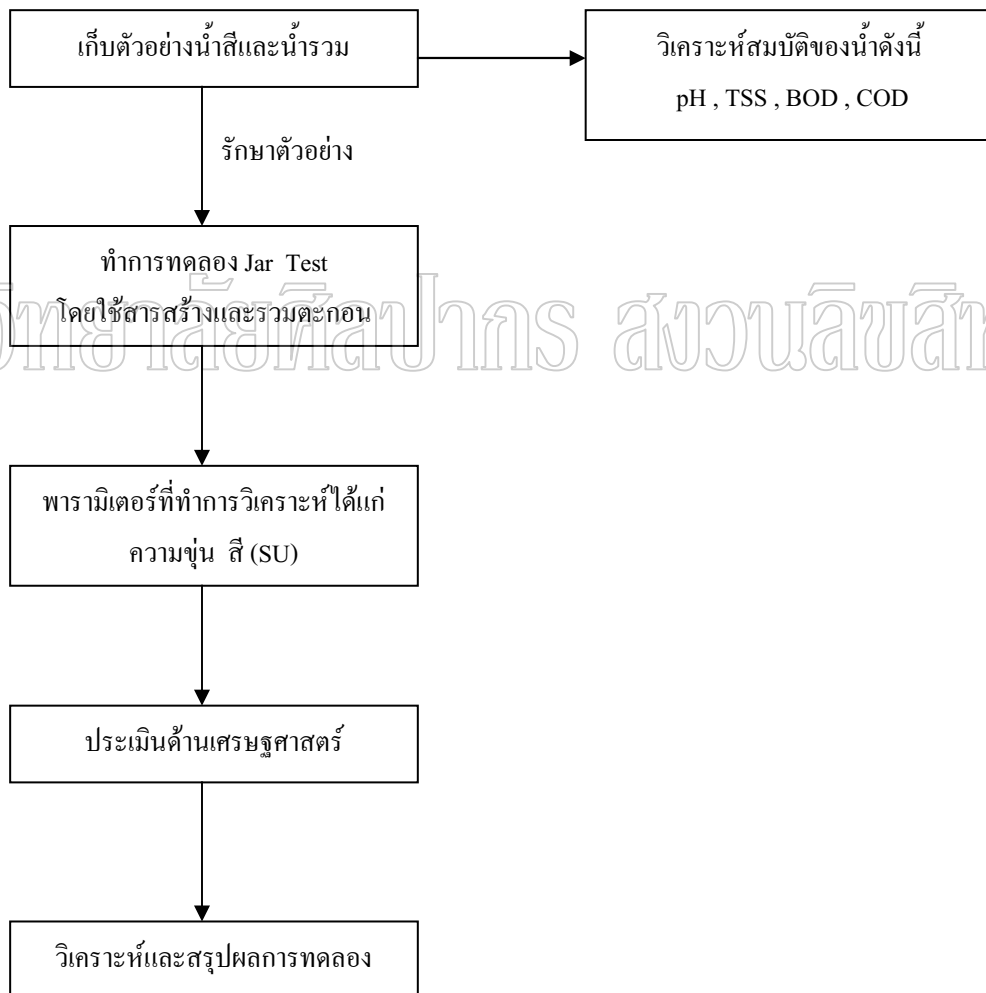 เก็บตัวอย่างน้ำสีและน้ำรวม
วิเคราะห์สมบัติของน้ำดังนี้
pH , TSS , BOD , COD
รักษาตัวอย่าง
ทำการทดลอง Jar Test
โดยใช้สารสร้างและรวมตะกอน
วิทยาลัยศิลปากร สงวนลิขสิท
พารามิเตอร์ที่ทำการวิเคราะห์ได้แก่
ความขุ่น สี (SU)
ประเมินด้านเศรษฐศาสตร์
วิเคราะห์และสรุปผลการทดลอง